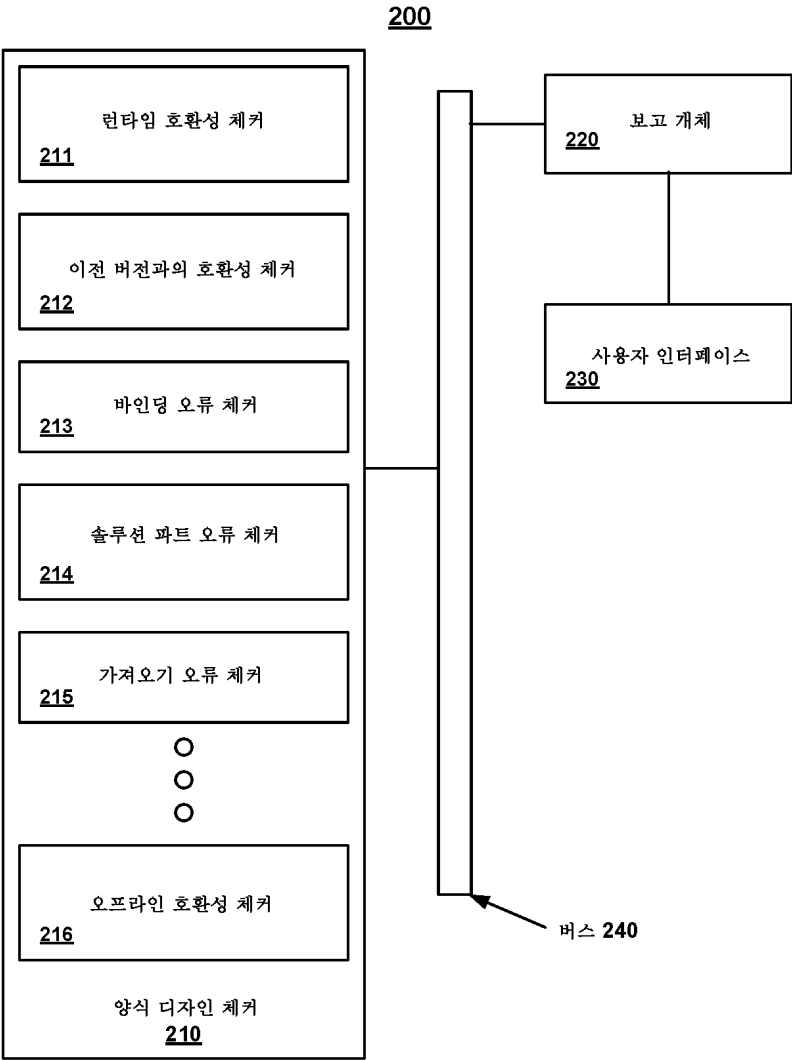 200
런타임 호환성 체커
211
이전 버전과의 호환성 체커
212
바인딩 오류 체커
213
솔루션 파트 오류 체커
214
가져오기 오류 체커
215
오프라인 호환성 체커
216
양식 디자인 체커
210
보고 개체
220
사용자 인터페이스
230
버스 240